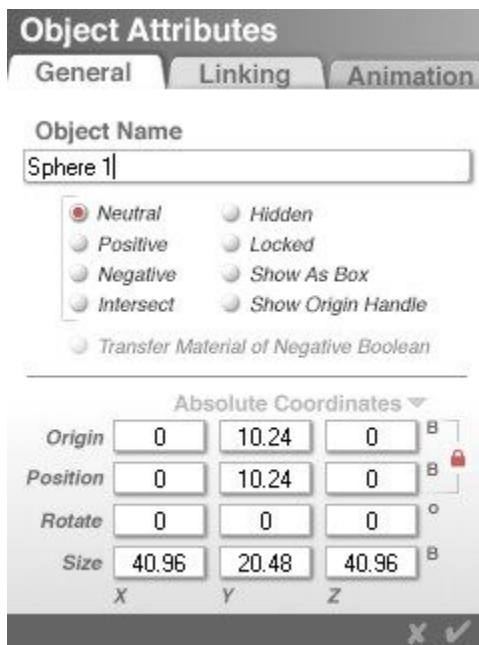 Object Attributes
General Linking Animation
Object Name
Sphere 1
Neutral Hidden
Positive Locked
Negative Show As Box
Intersect Show Origin Handle
Transfer Material of Negative Boolean
Absolute Coordinates
Origin 0 10.24 0 B
Position 0 10.24 0 B
Rotate 0 0 0 o
Size 40.96 20.48 40.96 B
X Y Z